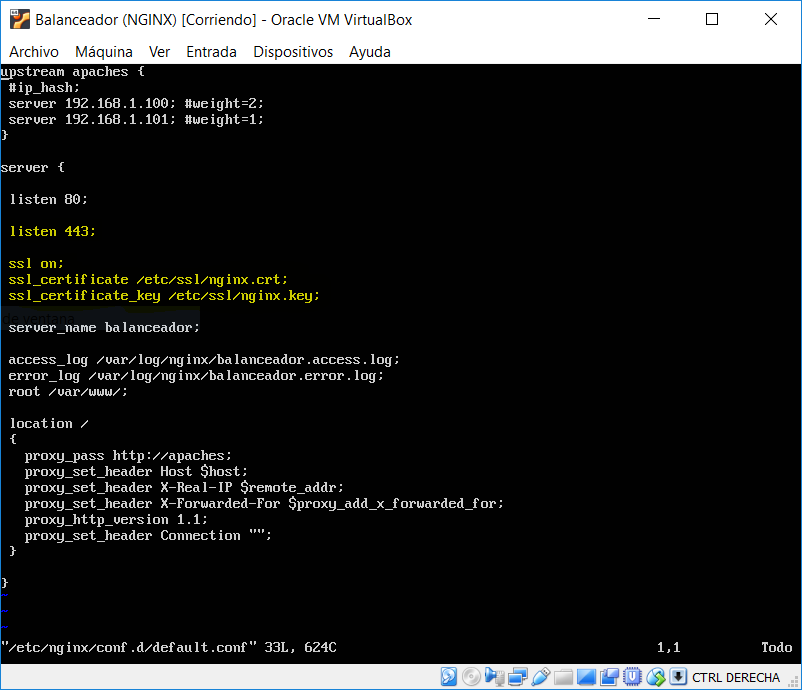 Balanceador (NGINX) [Corriendo] - Oracle VM VirtualBox
Archivo Máquina Ver Entrada Dispositivos Ayuda
upstream apaches {
#ip_hash;
server 192.168.1.100; #weight=2;
server 192.168.1.101; #weight=1;
}
server {
listen 80;
listen 443;
ssl on;
ssl_certificate /etc/ssl/nginx.crt;
ssl_certificate_key /etc/ssl/nginx.key;
de ventana
server_name balanceador;
access_log /var/log/nginx/balanceador.access.log;
error_log /var/log/nginx/balanceador.error.log;
root /var/www/;
location /
{
proxy_pass http://apaches;
proxy_set_header Host $host;
proxy_set_header X-Real-IP $remote_addr;
proxy_set_header X-Forwarded-For $proxy_add_x_forwarded_for;
proxy_http_version 1.1;
proxy_set_header Connection "";
}
}
~
~
~
"/etc/nginx/conf.d/default.conf" 33L, 624C 1,1 Todo
CTRL DERECHA